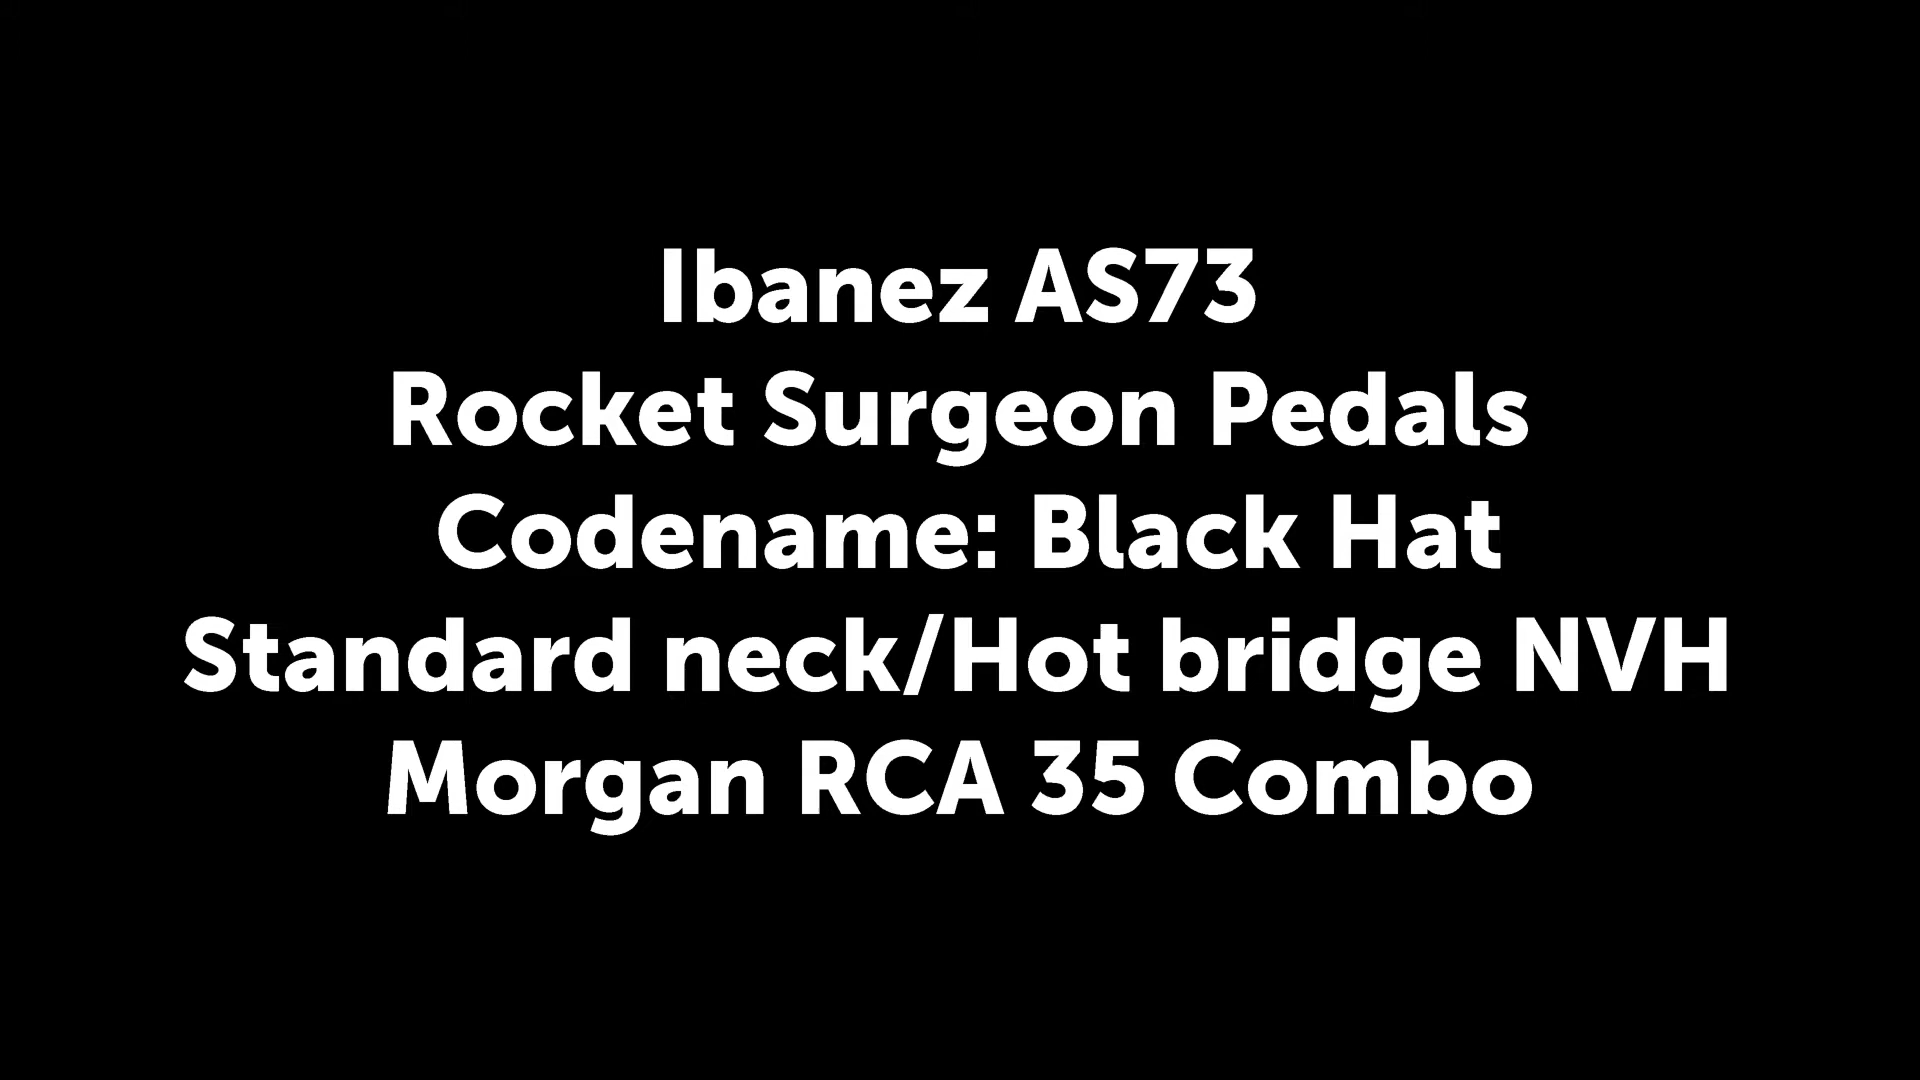 Ibanez AS73
Rocket Surgeon Pedals
Codename: Black Hat
Standard neck/Hot bridge NVH
Morgan RCA 35 Combo